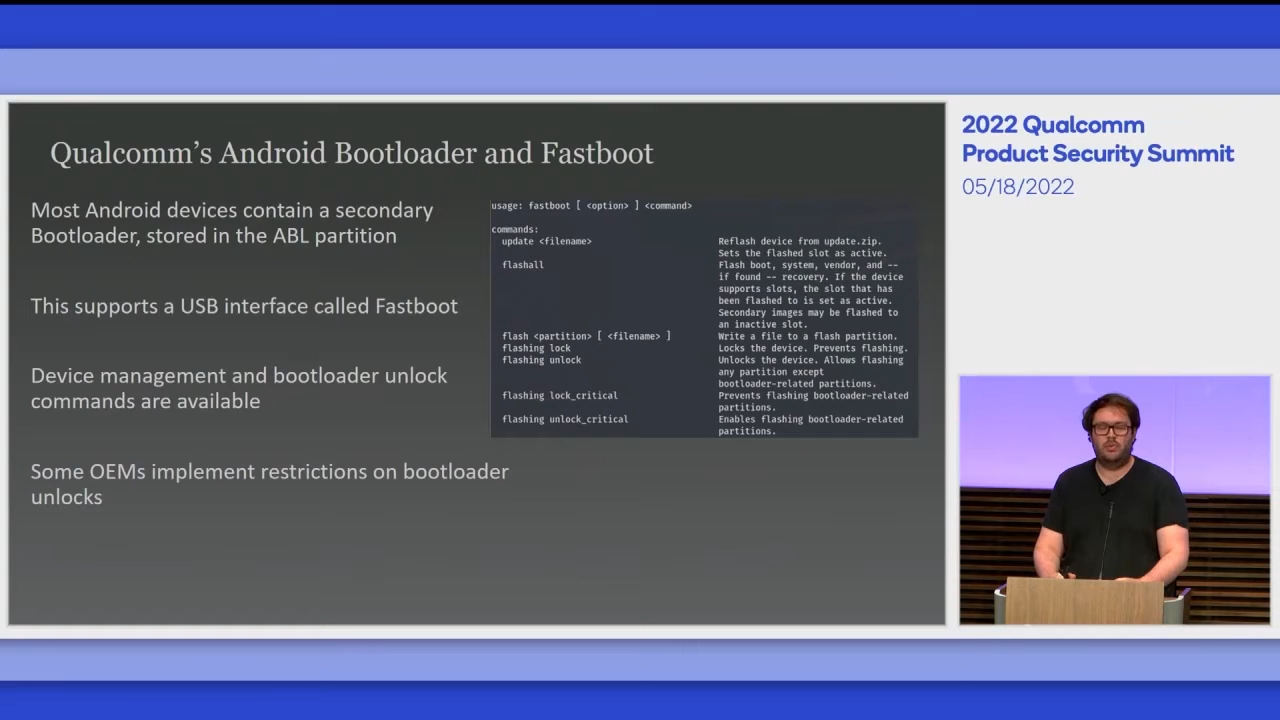 Qualcomm's Android Bootloader and Fastboot
Most Android devices contain a secondary
Bootloader, stored in the ABL partition
This supports a USB interface called Fastboot
Device management and bootloader unlock
commands are available
Some OEMs implement restrictions on bootloader
unlocks
usage: fastboot [ <option> ] <command>
commands:
update <filename> Reflash device from update.zip.
Sets the flashed slot as active.
flashall Flash boot, system, vendor, and --
if found -- recovery. If the device
supports slots, the slot that has
been flashed to is set as active.
Secondary images may be flashed to
an inactive slot.
flash <partition> [ <filename> ] Write a file to a flash partition.
flashing lock Locks the device. Prevents flashing.
flashing unlock Unlocks the device. Allows flashing
any partition except
bootloader-related partitions.
flashing lock_critical Prevents flashing bootloader-related
partitions.
flashing unlock_critical Enables flashing bootloader-related
partitions.
2022 Qualcomm
Product Security Summit
05/18/2022